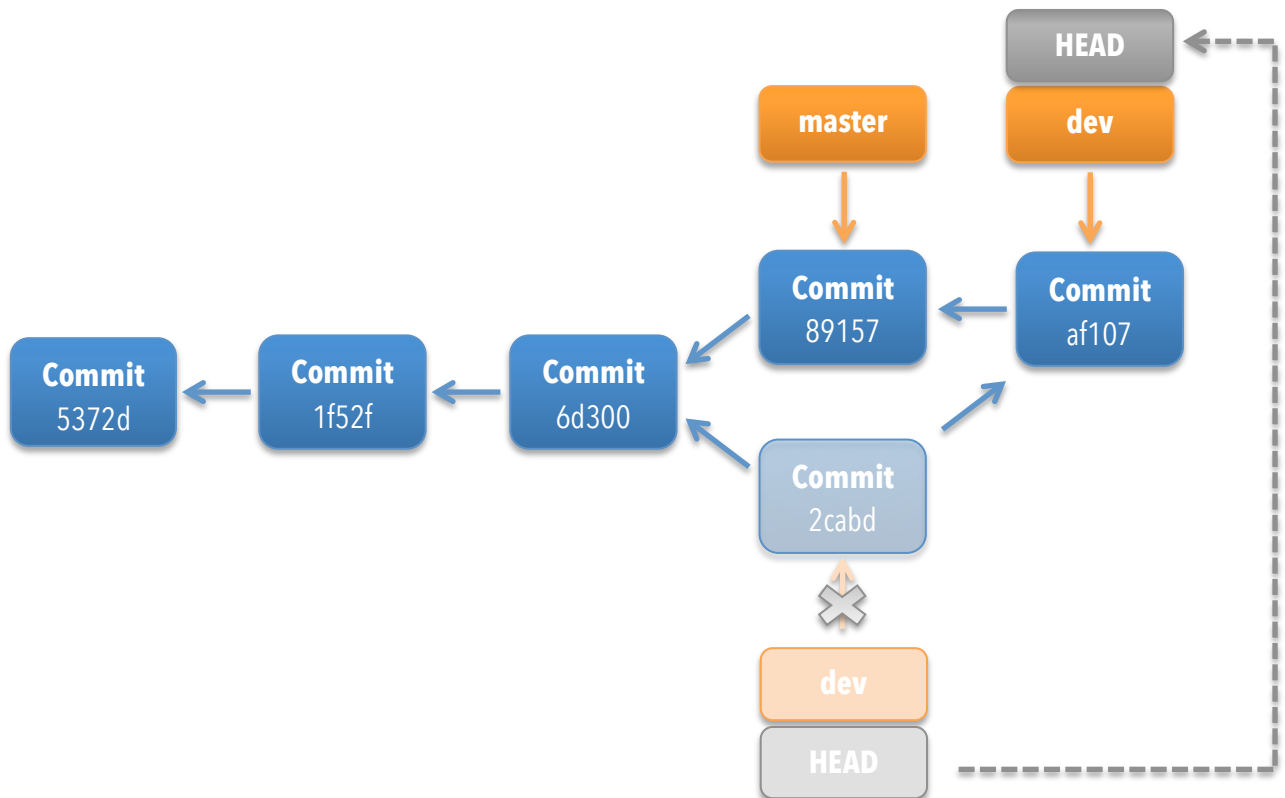 HEAD
master
dev
Commit
89157
Commit
af107
Commit
5372d
Commit
1f52f
Commit
6d300
Commit
2cabd
dev
HEAD